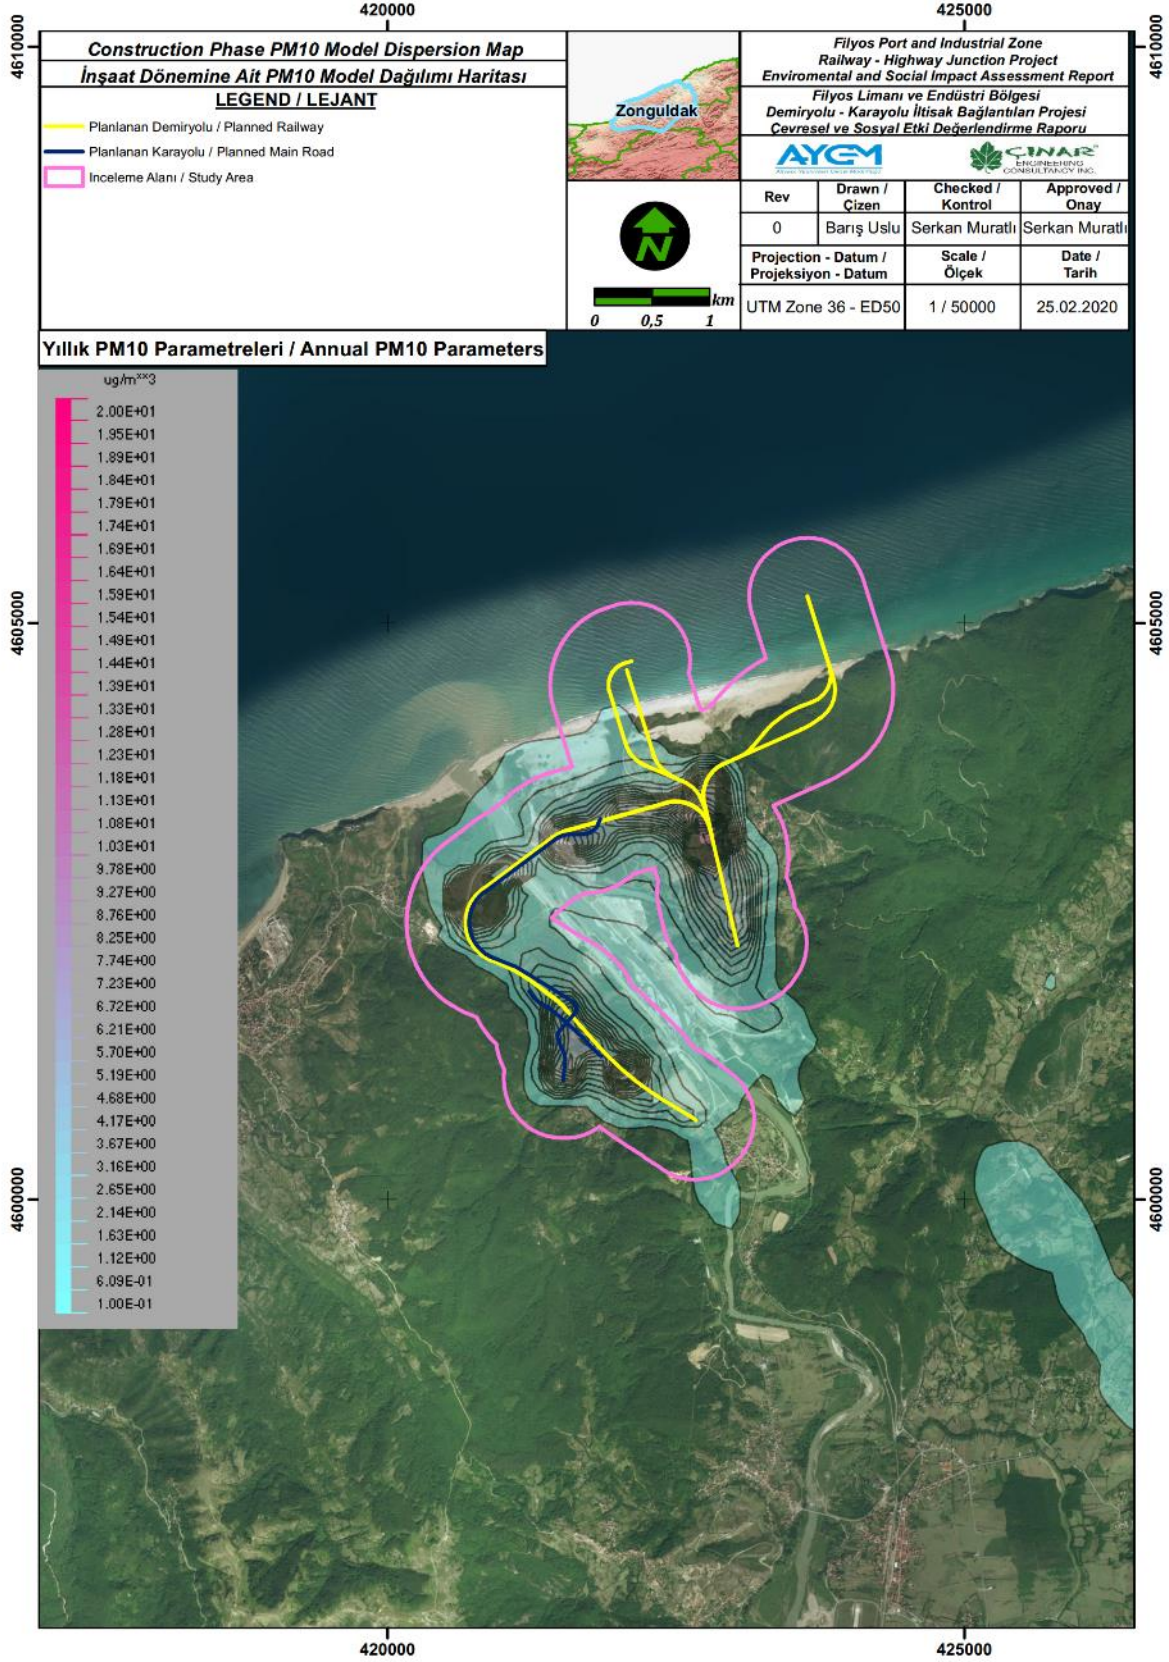 420000
425000
4610000
4610000
Construction Phase PM10 Model Dispersion Map
İnşaat Dönemine Ait PM10 Model Dağılımı Haritası
LEGEND / LEJANT
Planlanan Demiryolu / Planned Railway
Planlanan Karayolu / Planned Main Road
Inceleme Alanı / Study Area
Zonguldak
N
km
0 0,5 1
Filyos Port and Industrial Zone
Railway - Highway Junction Project
Enviromental and Social Impact Assessment Report
Filyos Limanı ve Endüstri Bölgesi
Demiryolu - Karayolu İltisak Bağlantıları Projesi
Çevresel ve Sosyal Etki Değerlendirme Raporu
AYGM
ÇINAR
ENGINEERING
CONSULTANCY INC.
Rev
Drawn /
Çizen
Checked /
Kontrol
Approved /
Onay
0
Barış Uslu
Serkan Muratlı
Serkan Muratlı
Projection - Datum /
Projeksiyon - Datum
Scale /
Ölçek
Date /
Tarih
UTM Zone 36 - ED50
1 / 50000
25.02.2020
Yıllık PM10 Parametreleri / Annual PM10 Parameters
ug/m**3
2.00E+01
1.95E+01
1.89E+01
1.84E+01
1.79E+01
1.74E+01
1.69E+01
1.64E+01
1.59E+01
1.54E+01
1.49E+01
1.44E+01
1.39E+01
1.33E+01
1.28E+01
1.23E+01
1.18E+01
1.13E+01
1.08E+01
1.03E+01
9.78E+00
9.27E+00
8.76E+00
8.25E+00
7.74E+00
7.23E+00
6.72E+00
6.21E+00
5.70E+00
5.19E+00
4.68E+00
4.17E+00
3.67E+00
3.16E+00
2.65E+00
2.14E+00
1.63E+00
1.12E+00
6.09E-01
1.00E-01
4605000
4605000
4600000
4600000
420000
425000